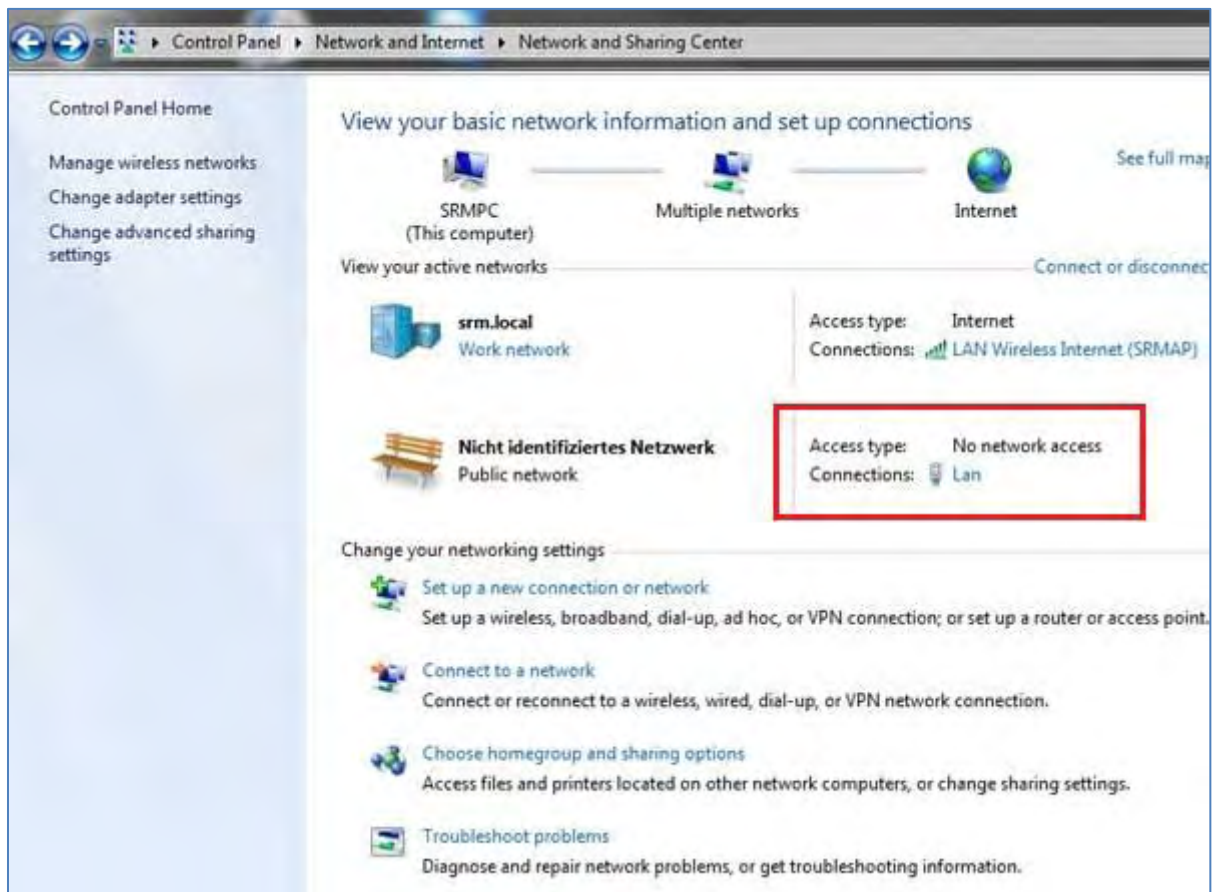 Control Panel ▸ Network and Internet ▸ Network and Sharing Center
Control Panel Home
Manage wireless networks
Change adapter settings
Change advanced sharing
settings
View your basic network information and set up connections
See full map
SRMPC
(This computer)
Multiple networks
Internet
View your active networks
Connect or disconnec
srm.local
Work network
Access type: Internet
Connections: LAN Wireless Internet (SRMAP)
Nicht identifiziertes Netzwerk
Public network
Access type: No network access
Connections: Lan
Change your networking settings
Set up a new connection or network
Set up a wireless, broadband, dial-up, ad hoc, or VPN connection; or set up a router or access point.
Connect to a network
Connect or reconnect to a wireless, wired, dial-up, or VPN network connection.
Choose homegroup and sharing options
Access files and printers located on other network computers, or change sharing settings.
Troubleshoot problems
Diagnose and repair network problems, or get troubleshooting information.